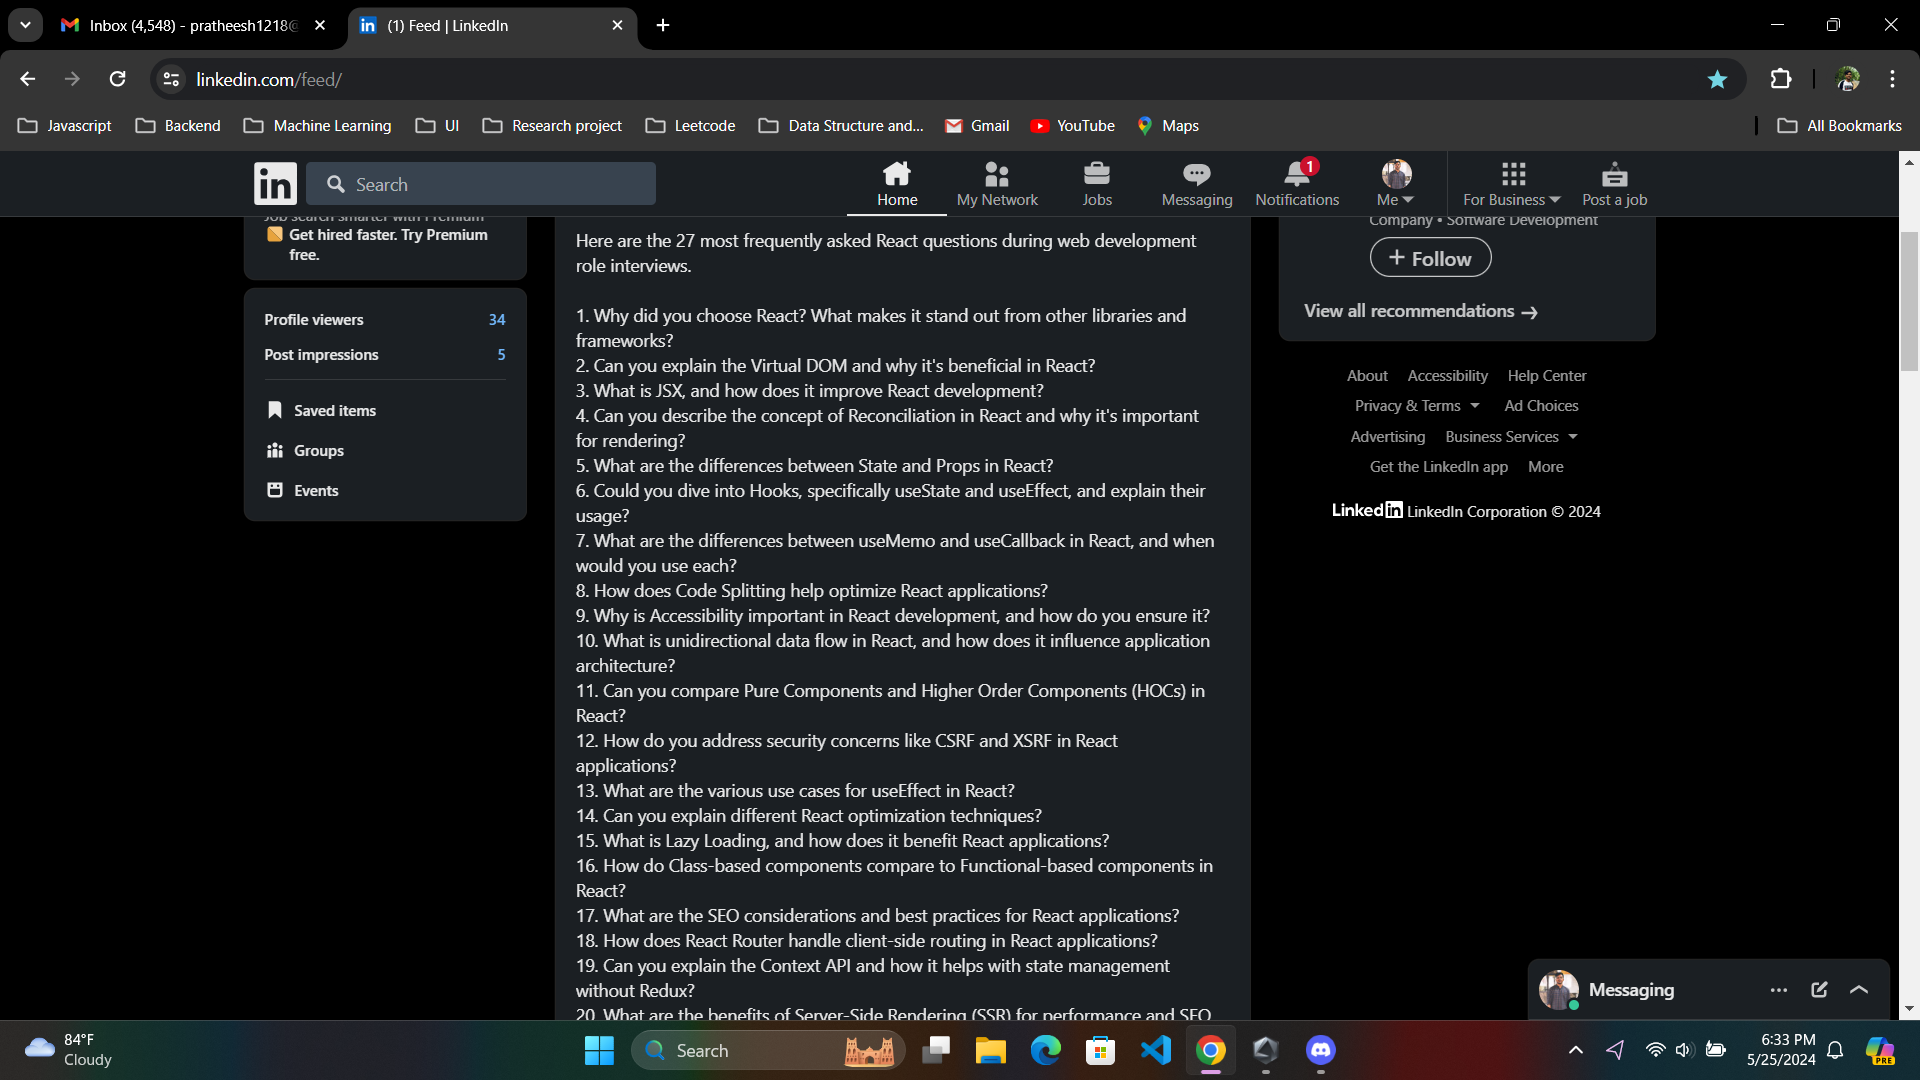 Inbox (4,548) - pratheesh1218@
(1) Feed | LinkedIn
linkedin.com/feed/
Javascript
Backend
Machine Learning
UI
Research project
Leetcode
Data Structure and...
Gmail
YouTube
Maps
All Bookmarks
in
Search
Home
My Network
Jobs
Messaging
1
Notifications
Me
For Business
Post a job
Job search smarter with Premium
Get hired faster. Try Premium
free.
Profile viewers 34
Post impressions 5
Saved items
Groups
Events
Here are the 27 most frequently asked React questions during web development
role interviews.
1. Why did you choose React? What makes it stand out from other libraries and
frameworks?
2. Can you explain the Virtual DOM and why it's beneficial in React?
3. What is JSX, and how does it improve React development?
4. Can you describe the concept of Reconciliation in React and why it's important
for rendering?
5. What are the differences between State and Props in React?
6. Could you dive into Hooks, specifically useState and useEffect, and explain their
usage?
7. What are the differences between useMemo and useCallback in React, and when
would you use each?
8. How does Code Splitting help optimize React applications?
9. Why is Accessibility important in React development, and how do you ensure it?
10. What is unidirectional data flow in React, and how does it influence application
architecture?
11. Can you compare Pure Components and Higher Order Components (HOCs) in
React?
12. How do you address security concerns like CSRF and XSRF in React
applications?
13. What are the various use cases for useEffect in React?
14. Can you explain different React optimization techniques?
15. What is Lazy Loading, and how does it benefit React applications?
16. How do Class-based components compare to Functional-based components in
React?
17. What are the SEO considerations and best practices for React applications?
18. How does React Router handle client-side routing in React applications?
19. Can you explain the Context API and how it helps with state management
without Redux?
20. What are the benefits of Server-Side Rendering (SSR) for performance and SEO
Company • Software Development
+ Follow
View all recommendations →
About Accessibility Help Center
Privacy & Terms Ad Choices
Advertising Business Services
Get the LinkedIn app More
LinkedIn LinkedIn Corporation © 2024
Messaging
84°F
Cloudy
Search
6:33 PM
5/25/2024
PRE